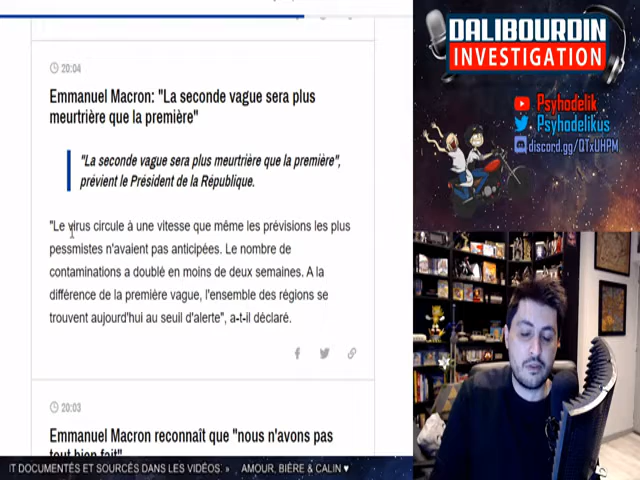 20:04
Emmanuel Macron: "La seconde vague sera plus
meurtrière que la première"
"La seconde vague sera plus meurtrière que la première",
prévient le Président de la République.
"Le virus circule à une vitesse que même les prévisions les plus
pessmistes n'avaient pas anticipées. Le nombre de
contaminations a doublé en moins de deux semaines. A la
différence de la première vague, l'ensemble des régions se
trouvent aujourd'hui au seuil d'alerte", a-t-il déclaré.
20:03
Emmanuel Macron reconnaît que "nous n'avons pas
tout bien fait"
DALIBOURDIN
INVESTIGATION
Psyhodelik
Psyhodelikus
discord.gg/QTxUHPM
IT DOCUMENTÉS ET SOURCÉS DANS LES VIDÉOS. » AMOUR, BIÈRE & CALIN ♥